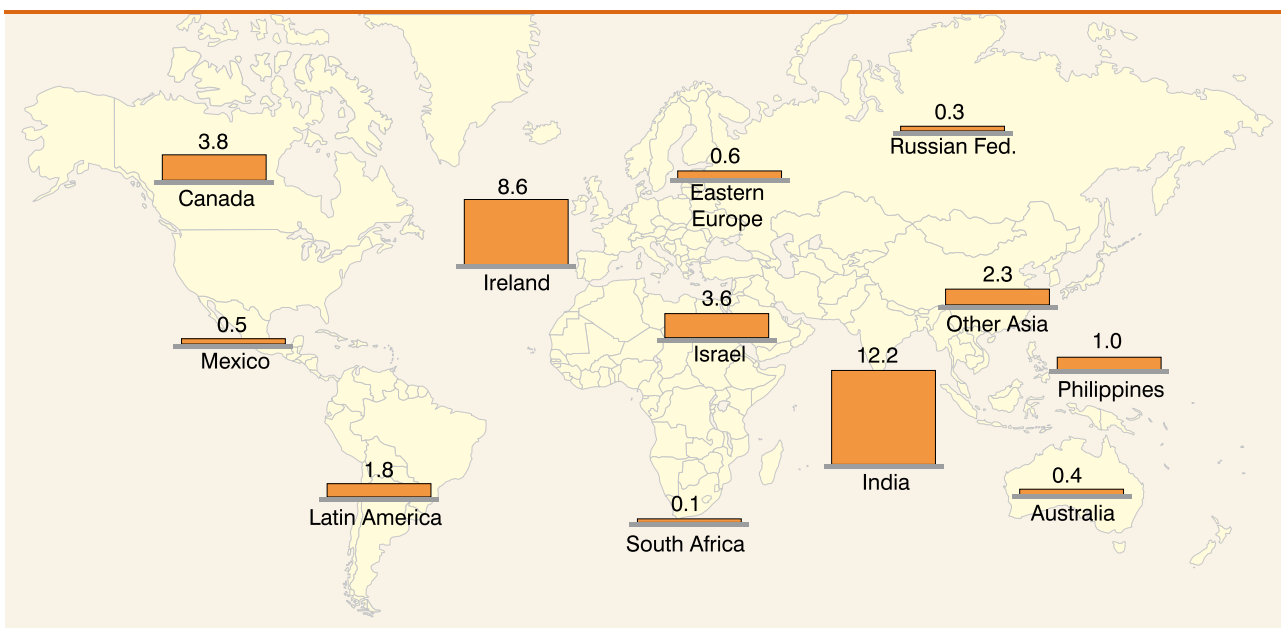 0.3
Russian Fed.
3.8
Canada
0.6
Eastern
Europe
8.6
Ireland
2.3
Other Asia
3.6
Israel
0.5
Mexico
12.2
India
1.0
Philippines
1.8
Latin America
0.4
Australia
0.1
South Africa